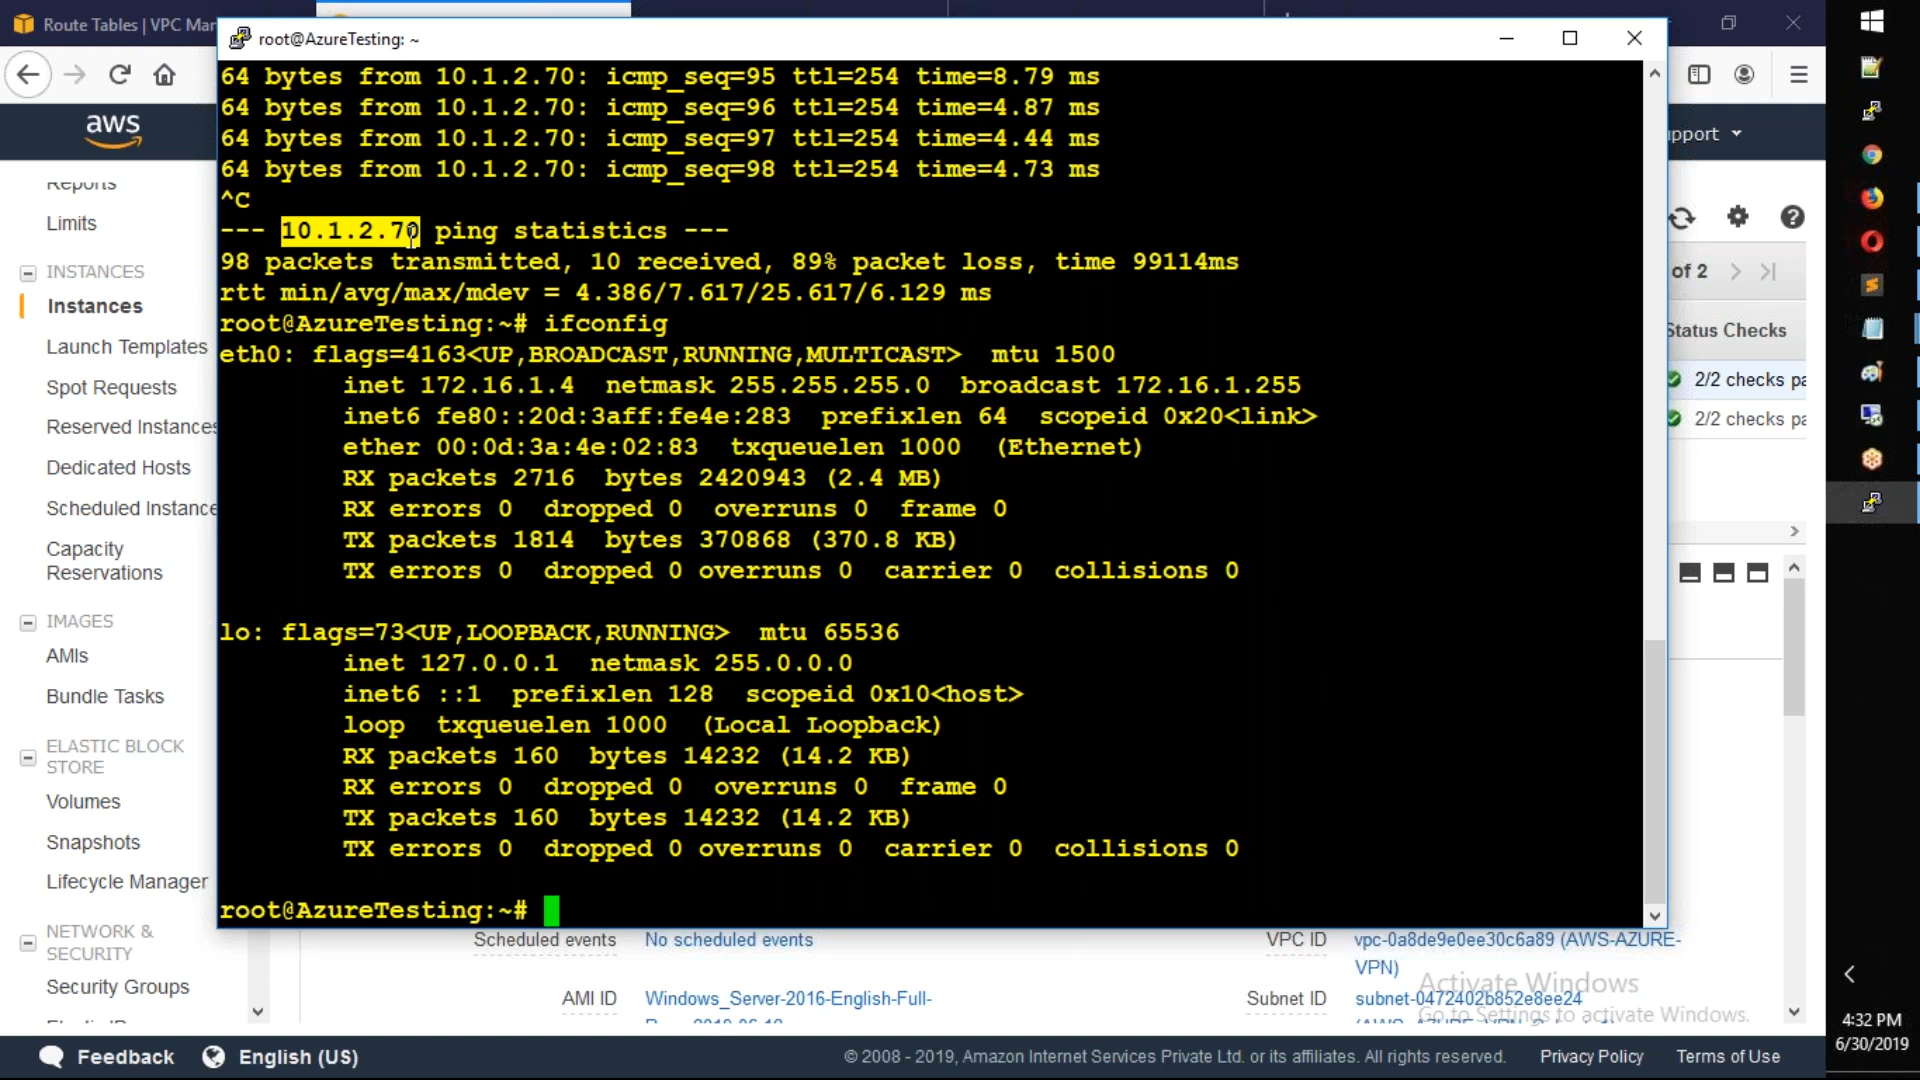 Route Tables | VPC Mar
root@AzureTesting: ~
aws
pport
Reports
Limits
INSTANCES
Instances
Launch Templates
Spot Requests
Reserved Instances
Dedicated Hosts
Scheduled Instance
Capacity
Reservations
IMAGES
AMIs
Bundle Tasks
ELASTIC BLOCK
STORE
Volumes
Snapshots
Lifecycle Manager
NETWORK &
SECURITY
Security Groups
64 bytes from 10.1.2.70: icmp_seq=95 ttl=254 time=8.79 ms
64 bytes from 10.1.2.70: icmp_seq=96 ttl=254 time=4.87 ms
64 bytes from 10.1.2.70: icmp_seq=97 ttl=254 time=4.44 ms
64 bytes from 10.1.2.70: icmp_seq=98 ttl=254 time=4.73 ms
^C
--- 10.1.2.70 ping statistics ---
98 packets transmitted, 10 received, 89% packet loss, time 99114ms
rtt min/avg/max/mdev = 4.386/7.617/25.617/6.129 ms
root@AzureTesting:~# ifconfig
eth0: flags=4163<UP,BROADCAST,RUNNING,MULTICAST>  mtu 1500
inet 172.16.1.4  netmask 255.255.255.0  broadcast 172.16.1.255
inet6 fe80::20d:3aff:fe4e:283  prefixlen 64  scopeid 0x20<link>
ether 00:0d:3a:4e:02:83  txqueuelen 1000  (Ethernet)
RX packets 2716  bytes 2420943 (2.4 MB)
RX errors 0  dropped 0  overruns 0  frame 0
TX packets 1814  bytes 370868 (370.8 KB)
TX errors 0  dropped 0 overruns 0  carrier 0  collisions 0
lo: flags=73<UP,LOOPBACK,RUNNING>  mtu 65536
inet 127.0.0.1  netmask 255.0.0.0
inet6 ::1  prefixlen 128  scopeid 0x10<host>
loop  txqueuelen 1000  (Local Loopback)
RX packets 160  bytes 14232 (14.2 KB)
RX errors 0  dropped 0  overruns 0  frame 0
TX packets 160  bytes 14232 (14.2 KB)
TX errors 0  dropped 0 overruns 0  carrier 0  collisions 0
root@AzureTesting:~#
of 2
Status Checks
2/2 checks pa
2/2 checks pa
Scheduled events No scheduled events
VPC ID vpc-0a8de9e0ee30c6a89 (AWS-AZURE-
VPN)
AMI ID Windows_Server-2016-English-Full-
Subnet ID subnet-0472402b852e8ee24
Activate Windows
Go to Settings to activate Windows.
Feedback English (US)
© 2008 - 2019, Amazon Internet Services Private Ltd. or its affiliates. All rights reserved. Privacy Policy Terms of Use
4:32 PM
6/30/2019